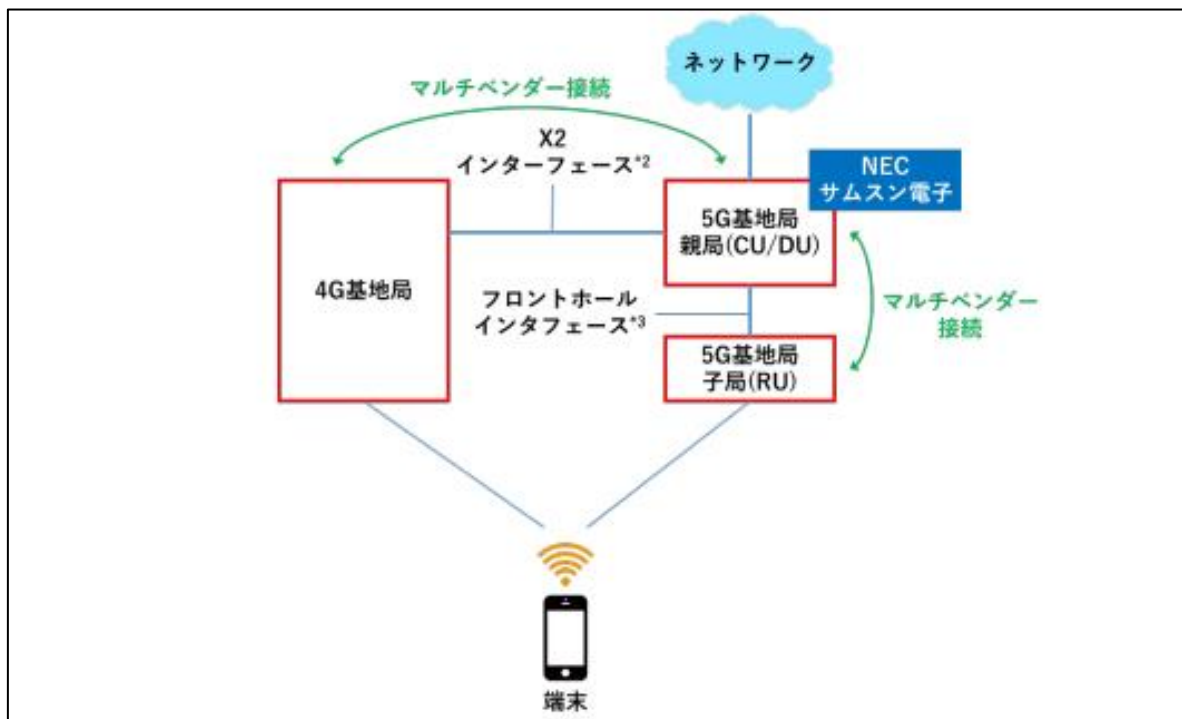 ネットワーク
マルチベンダー接続
X2
インターフェース*2
NEC
サムスン電子
5G基地局
親局(CU/DU)
4G基地局
フロントホール
インタフェース*3
マルチベンダー
接続
5G基地局
子局(RU)
端末